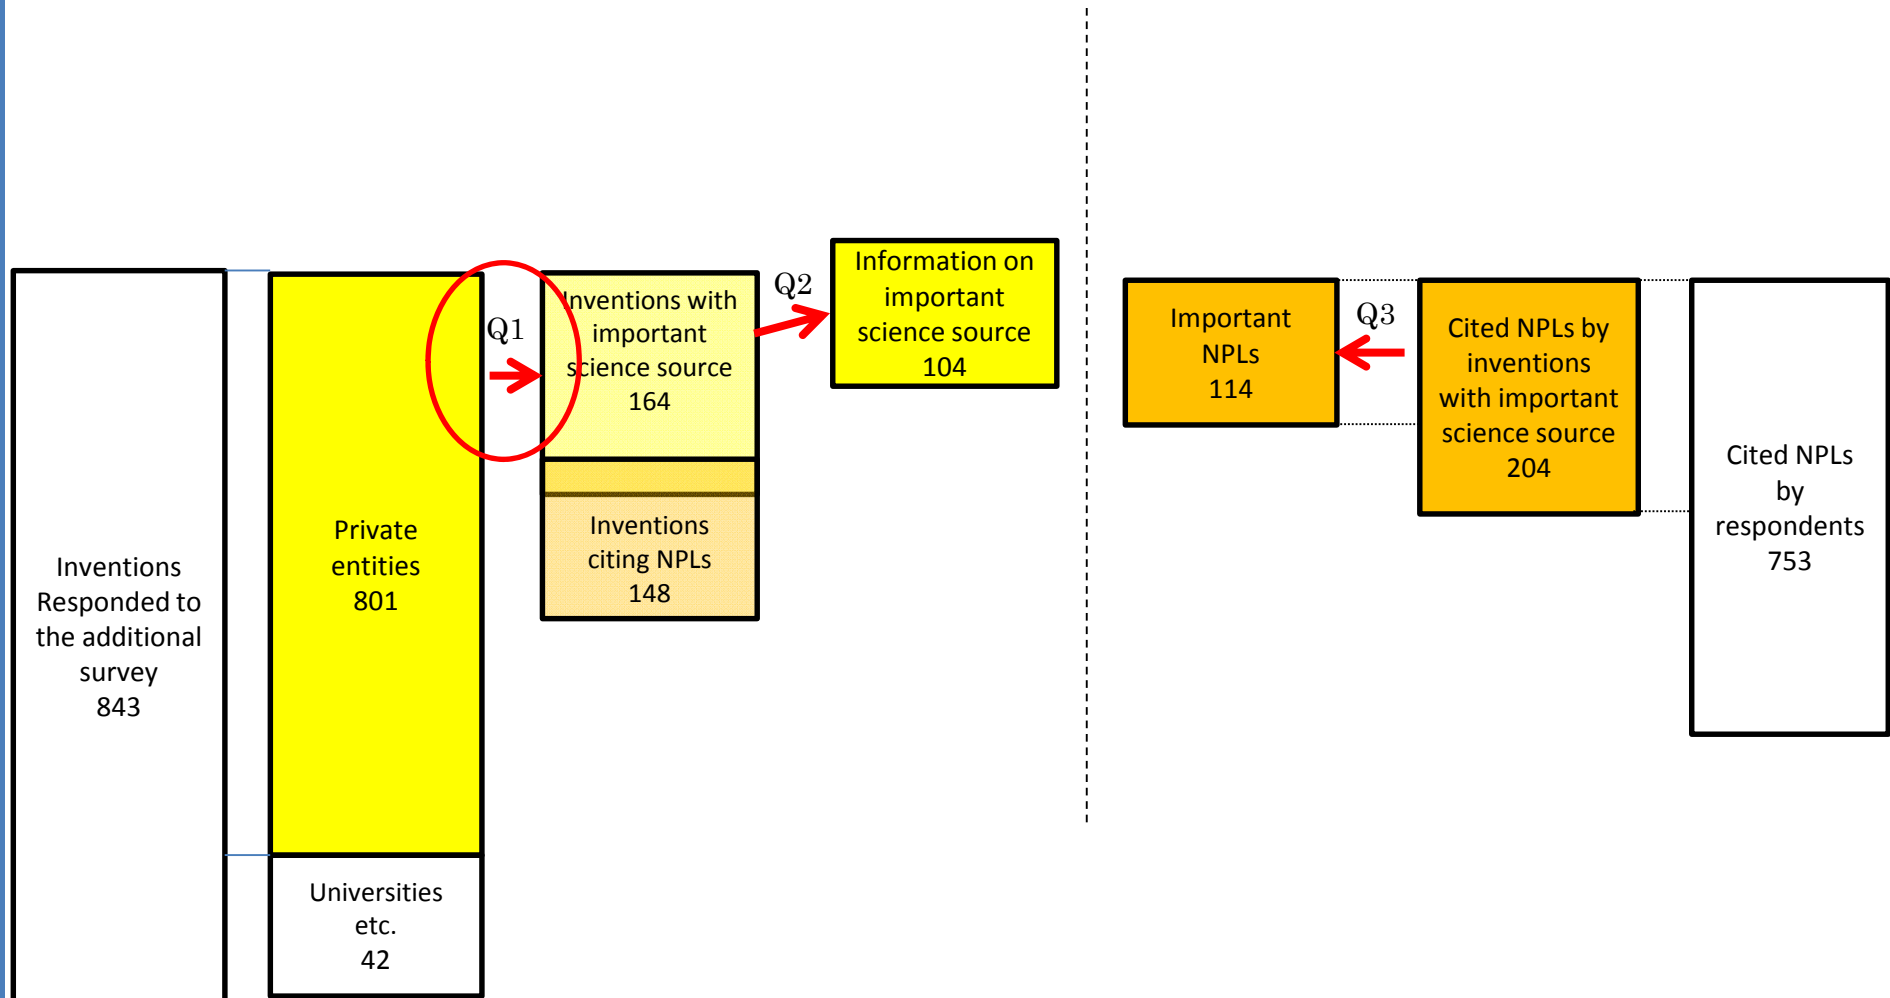 Inventions
Responded to
the additional
survey
843
Private
entities
801
Universities
etc.
42
Q1
Inventions with
important
science source
164
Inventions
citing NPLs
148
Q2
Information on
important
science source
104
Important
NPLs
114
Q3
Cited NPLs by
inventions
with important
science source
204
Cited NPLs
by
respondents
753